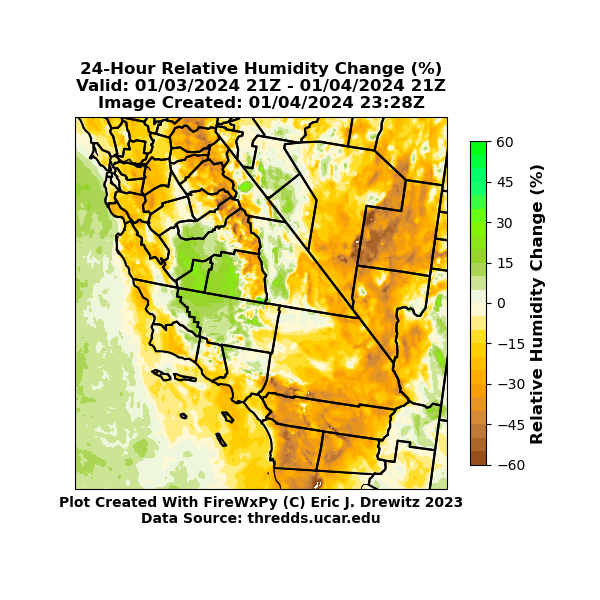 24-Hour Relative Humidity Change (%)
Valid: 01/03/2024 21Z - 01/04/2024 21Z
Image Created: 01/04/2024 23:28Z
60
45
30
15
0
−15
−30
−45
−60
Relative Humidity Change (%)
Plot Created With FireWxPy (C) Eric J. Drewitz 2023
Data Source: thredds.ucar.edu